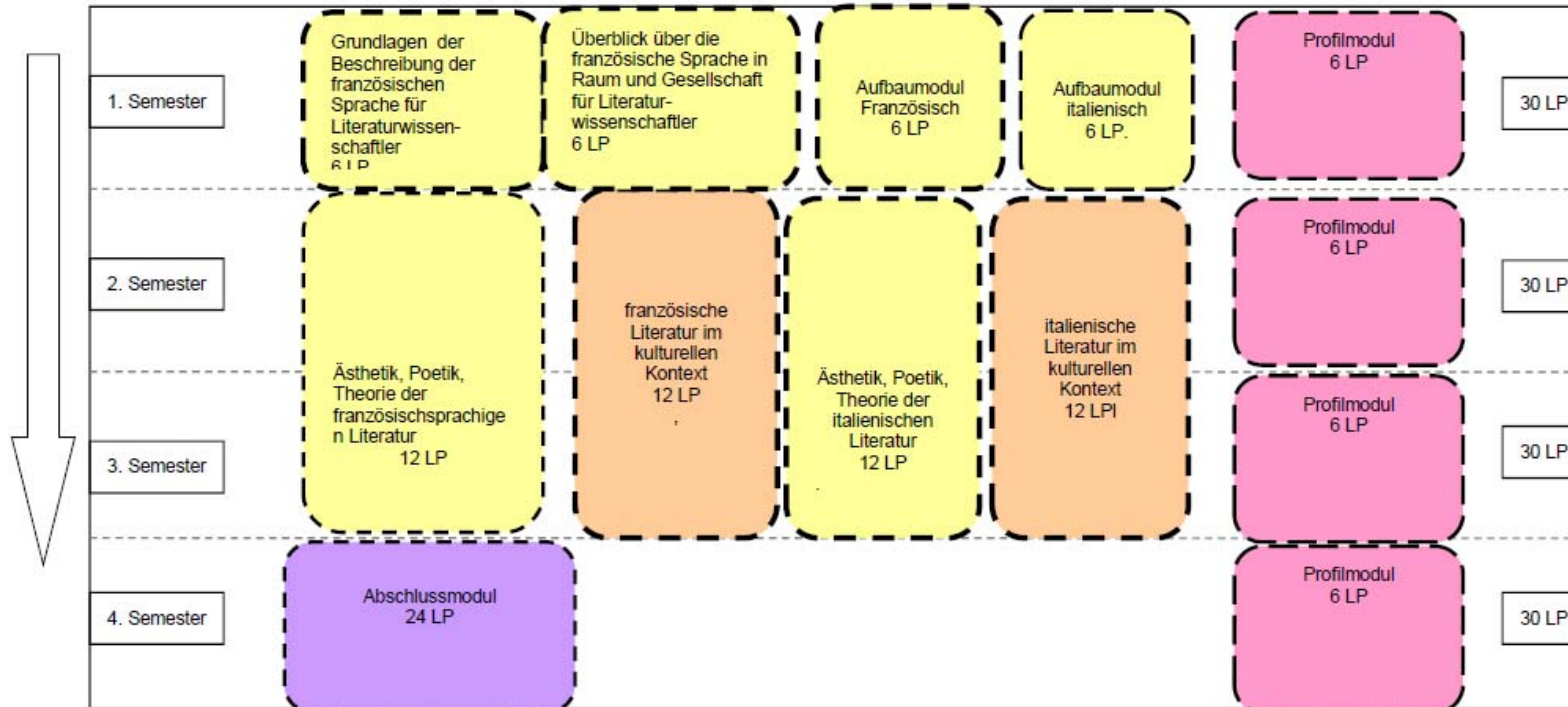 1. Semester
Grundlagen der
Beschreibung der
französischen
Sprache für
Literaturwissen-
schaftler
6 LP
Überblick über die
französische Sprache in
Raum und Gesellschaft
für Literatur-
wissenschaftler
6 LP
Aufbaumodul
Französisch
6 LP
Aufbaumodul
italienisch
6 LP.
Profilmodul
6 LP
30 LP
2. Semester
3. Semester
Ästhetik, Poetik,
Theorie der
französischsprachige
n Literatur
12 LP
französische
Literatur im
kulturellen
Kontext
12 LP
,
Ästhetik, Poetik,
Theorie der
italienischen
Literatur
12 LP
.
italienische
Literatur im
kulturellen
Kontext
12 LPl
Profilmodul
6 LP
30 LP
Profilmodul
6 LP
30 LP
4. Semester
Abschlussmodul
24 LP
Profilmodul
6 LP
30 LP